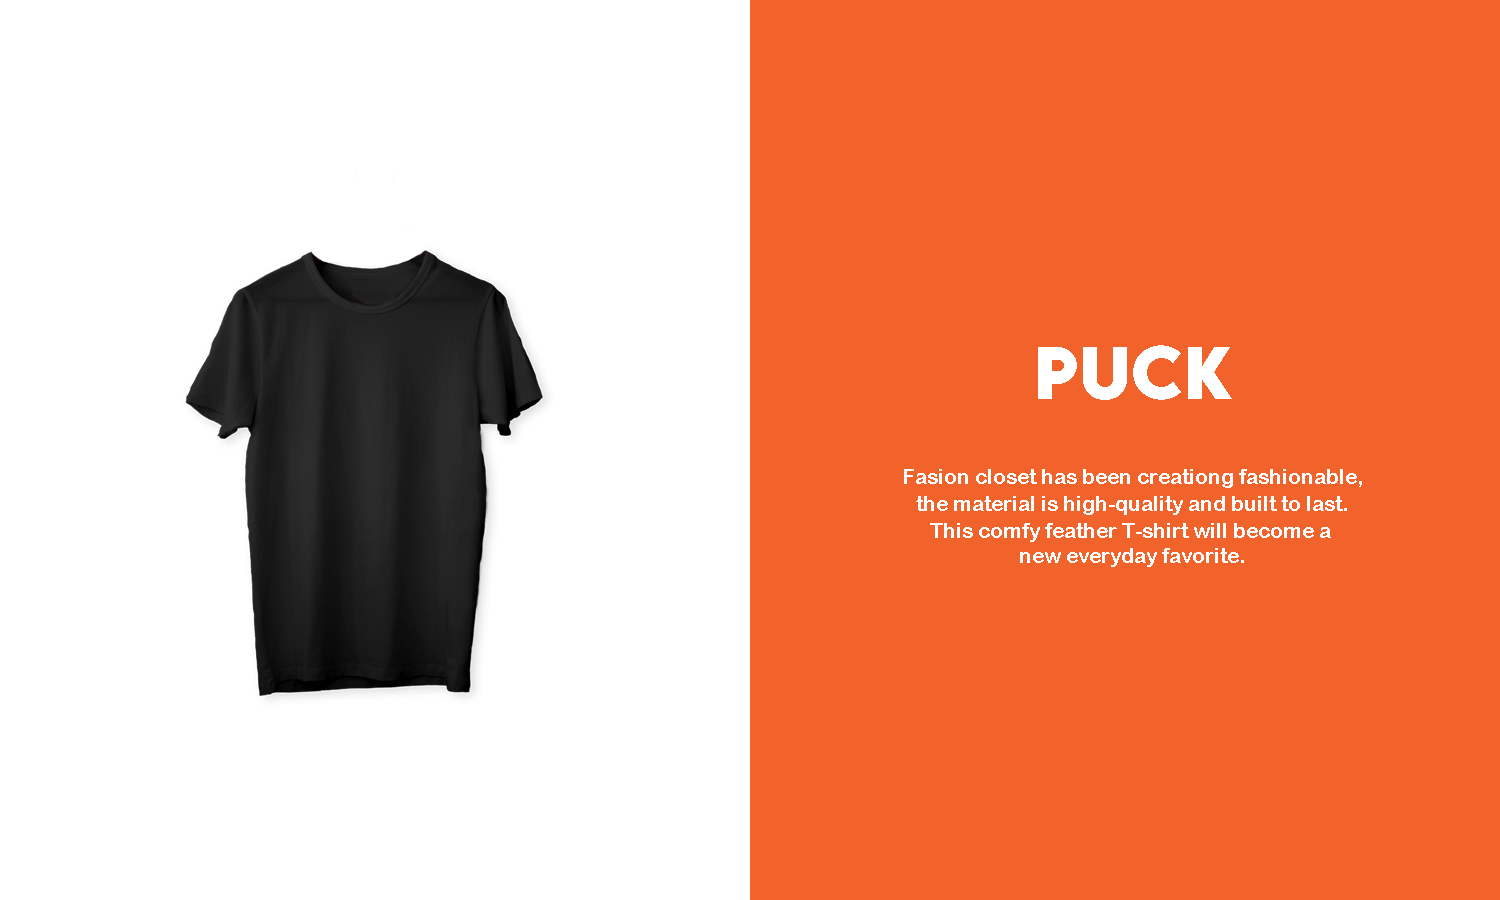 PUCK
Fasion closet has been creationg fashionable,
the material is high-quality and built to last.
This comfy feather T-shirt will become a
new everyday favorite.